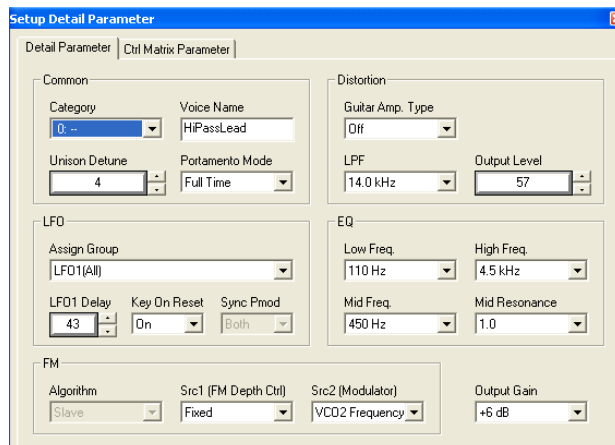 Setup Detail Parameter
Detail Parameter
Ctrl Matrix Parameter
Common
Category
Voice Name
0: --
HiPassLead
Unison Detune
Portamento Mode
4
Full Time
Distortion
Guitar Amp. Type
Off
LPF
Output Level
14.0 kHz
57
LFO
Assign Group
LFO1(All)
LFO1 Delay
Key On Reset
Sync Pmod
43
On
Both
EQ
Low Freq.
High Freq.
110 Hz
4.5 kHz
Mid Freq.
Mid Resonance
450 Hz
1.0
FM
Algorithm
Src1 (FM Depth Ctrl)
Src2 (Modulator)
Slave
Fixed
VCO2 Frequency
Output Gain
+6 dB